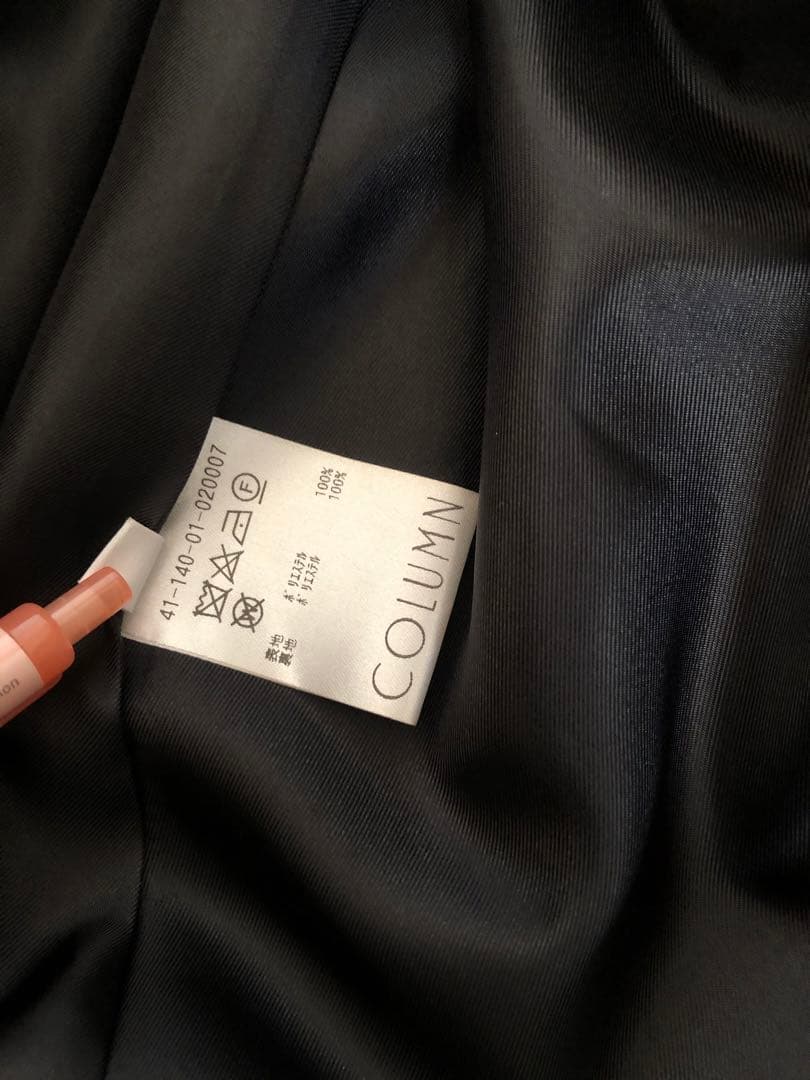 COLUMN
表地 ポリエステル 100%
裏地 ポリエステル 100%
F
W
41-140-01-020007
on